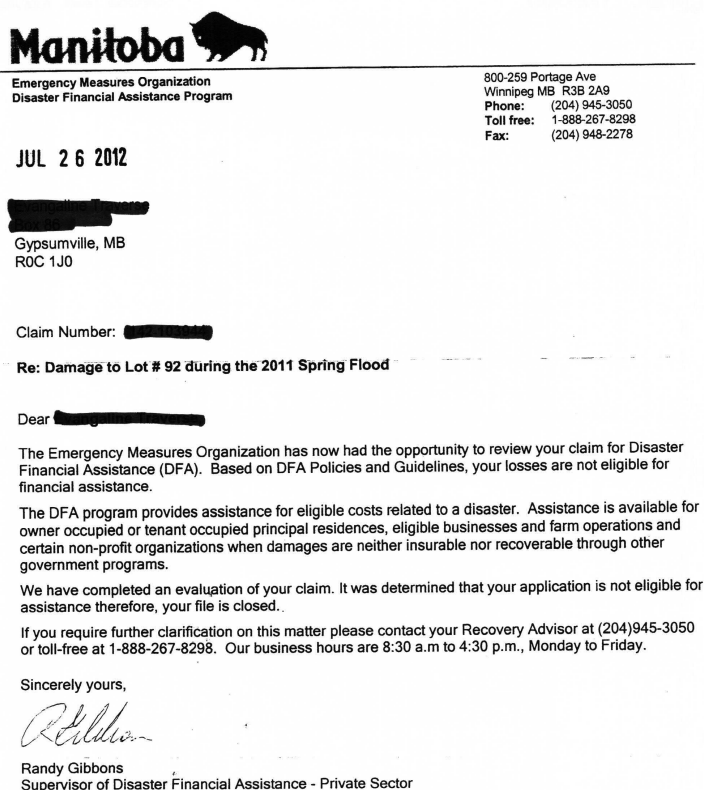 Manitoba
Emergency Measures Organization
Disaster Financial Assistance Program
800-259 Portage Ave
Winnipeg MB R3B 2A9
Phone: (204) 945-3050
Toll free: 1-888-267-8298
Fax: (204) 948-2278
JUL 26 2012
Gypsumville, MB
R0C 1J0
Claim Number:
Re: Damage to Lot # 92 during the 2011 Spring Flood
Dear
The Emergency Measures Organization has now had the opportunity to review your claim for Disaster
Financial Assistance (DFA). Based on DFA Policies and Guidelines, your losses are not eligible for
financial assistance.
The DFA program provides assistance for eligible costs related to a disaster. Assistance is available for
owner occupied or tenant occupied principal residences, eligible businesses and farm operations and
certain non-profit organizations when damages are neither insurable nor recoverable through other
government programs.
We have completed an evaluation of your claim. It was determined that your application is not eligible for
assistance therefore, your file is closed.
If you require further clarification on this matter please contact your Recovery Advisor at (204)945-3050
or toll-free at 1-888-267-8298. Our business hours are 8:30 a.m to 4:30 p.m., Monday to Friday.
Sincerely yours,
Randy Gibbons
Supervisor of Disaster Financial Assistance - Private Sector